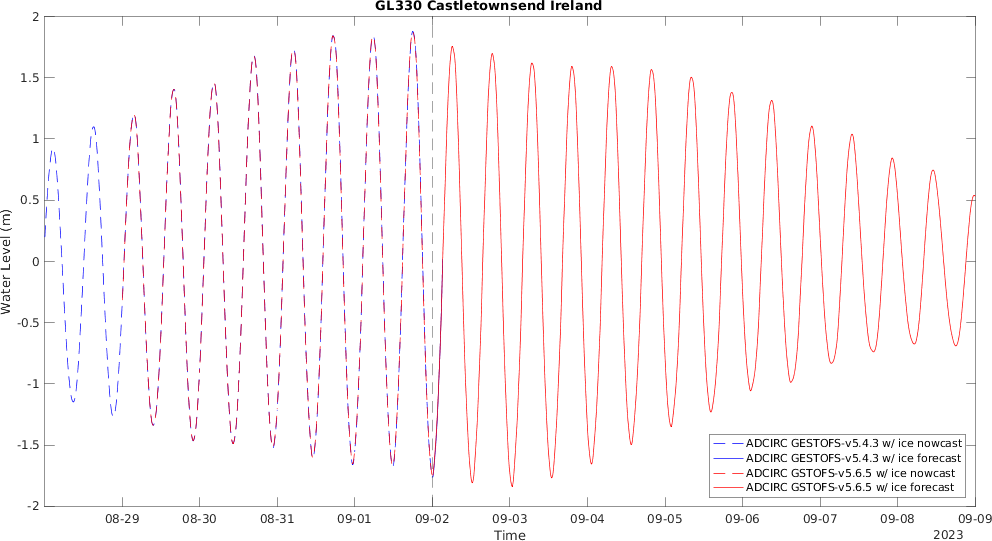 GL330 Castletownsend Ireland
2
1.5
1
0.5
0
-0.5
-1
-1.5
-2
Water Level (m)
ADCIRC GESTOFS-v5.4.3 w/ ice nowcast
ADCIRC GESTOFS-v5.4.3 w/ ice forecast
ADCIRC GSTOFS-v5.6.5 w/ ice nowcast
ADCIRC GSTOFS-v5.6.5 w/ ice forecast
08-29 08-30 08-31 09-01 09-02 09-03 09-04 09-05 09-06 09-07 09-08 09-09
Time
2023